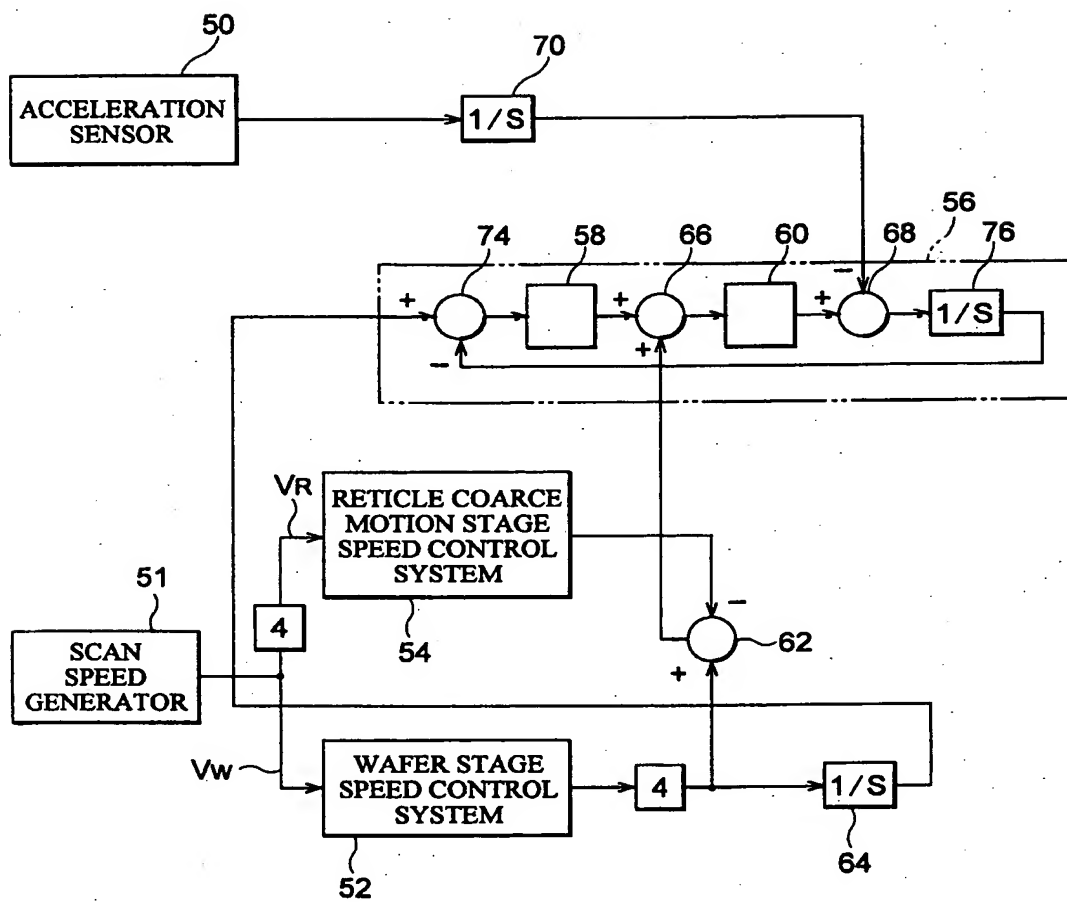 50
ACCELERATION
SENSOR
70
1/S
56
74
58
66
60
68
76
+
+
+
-
1/S
-
+
VR
RETICLE COARCE
MOTION STAGE
SPEED CONTROL
SYSTEM
54
51
4
SCAN
SPEED
GENERATOR
-
62
+
VW
WAFER STAGE
SPEED CONTROL
SYSTEM
52
4
1/S
64